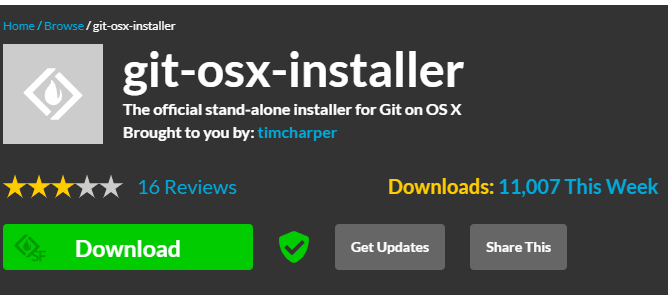 Home / Browse / git-osx-installer
git-osx-installer
The official stand-alone installer for Git on OS X
Brought to you by: timcharper
16 Reviews
Downloads: 11,007 This Week
SF
Download
Get Updates
Share This